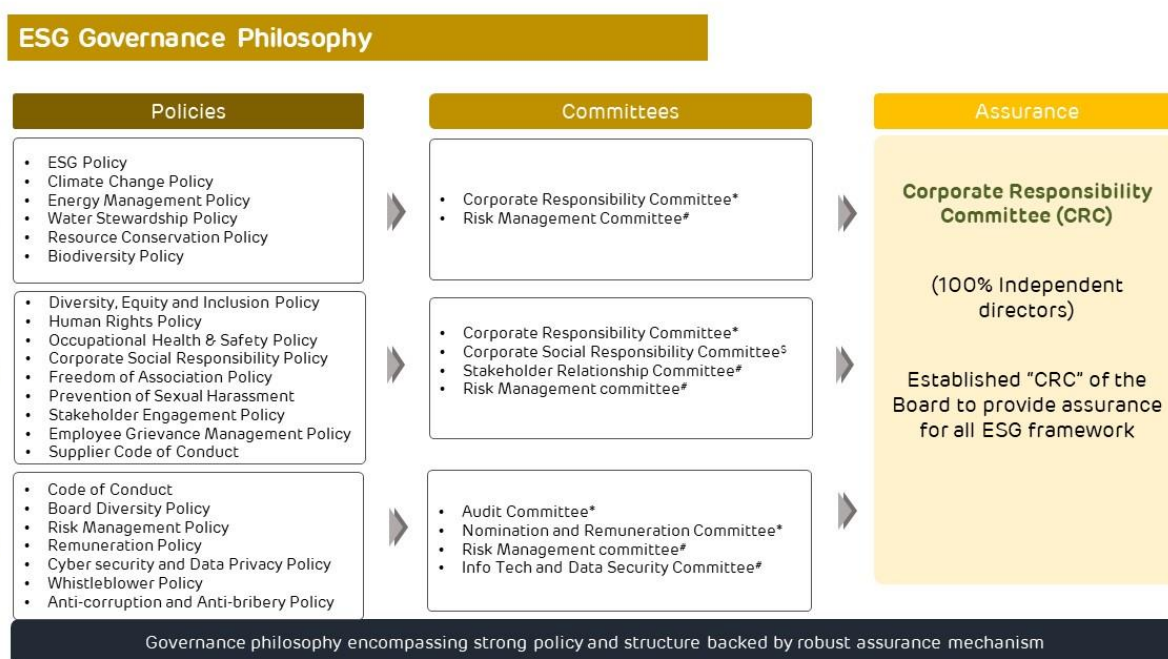 ESG Governance Philosophy
Policies
• ESG Policy
• Climate Change Policy
• Energy Management Policy
• Water Stewardship Policy
• Resource Conservation Policy
• Biodiversity Policy
• Diversity, Equity and Inclusion Policy
• Human Rights Policy
• Occupational Health & Safety Policy
• Corporate Social Responsibility Policy
• Freedom of Association Policy
• Prevention of Sexual Harassment
• Stakeholder Engagement Policy
• Employee Grievance Management Policy
• Supplier Code of Conduct
• Code of Conduct
• Board Diversity Policy
• Risk Management Policy
• Remuneration Policy
• Cyber security and Data Privacy Policy
• Whistleblower Policy
• Anti-corruption and Anti-bribery Policy
Committees
• Corporate Responsibility Committee*
• Risk Management Committee#
• Corporate Responsibility Committee*
• Corporate Social Responsibility Committee$
• Stakeholder Relationship Committee#
• Risk Management committee#
• Audit Committee*
• Nomination and Remuneration Committee*
• Risk Management committee#
• Info Tech and Data Security Committee#
Assurance
Corporate Responsibility
Committee (CRC)
(100% Independent
directors)
Established "CRC" of the
Board to provide assurance
for all ESG framework
Governance philosophy encompassing strong policy and structure backed by robust assurance mechanism